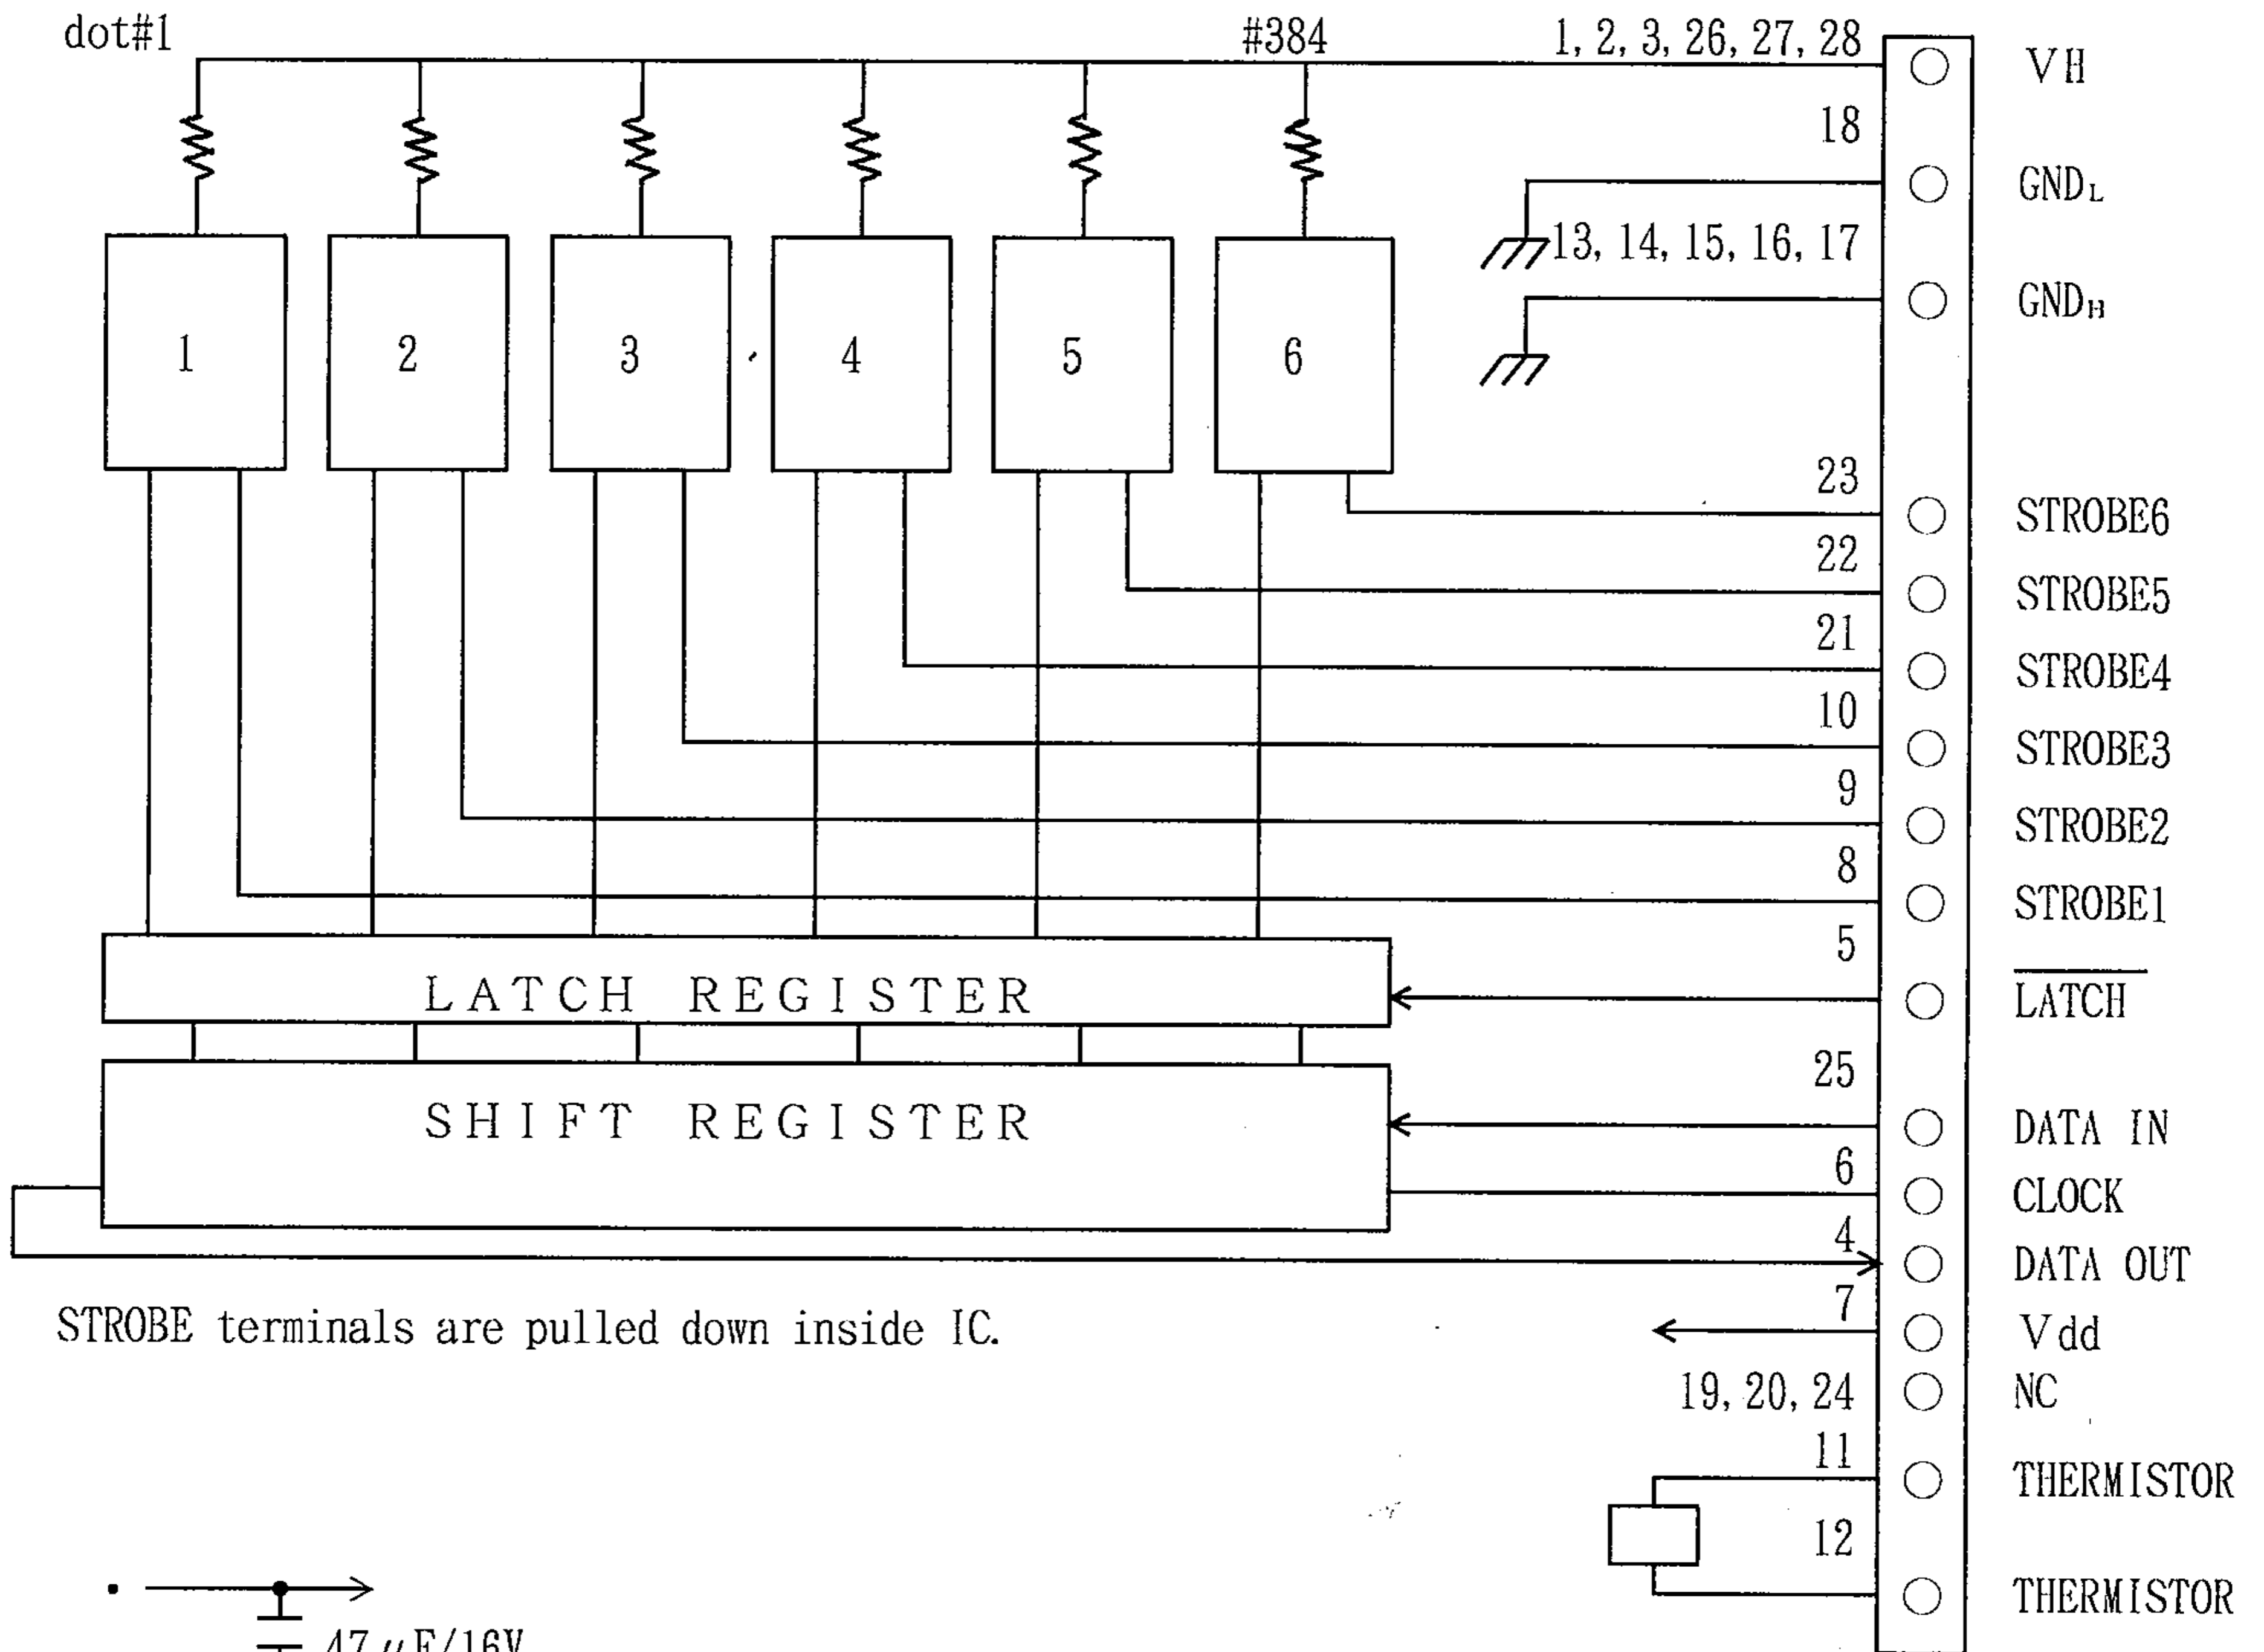 dot#1 #384 1, 2, 3, 26, 27, 28 VH
18
GNDL
13, 14, 15, 16, 17
GNDH
1 2 3 4 5 6
23
STROBE6
22
STROBE5
21
STROBE4
10
STROBE3
9
STROBE2
8
STROBE1
5
LATCH REGISTER LATCH
25
SHIFT REGISTER DATA IN
6
CLOCK
4
DATA OUT
7
STROBE terminals are pulled down inside IC. Vdd
19, 20, 24 NC
11
THERMISTOR
12
THERMISTOR
47μF/16V